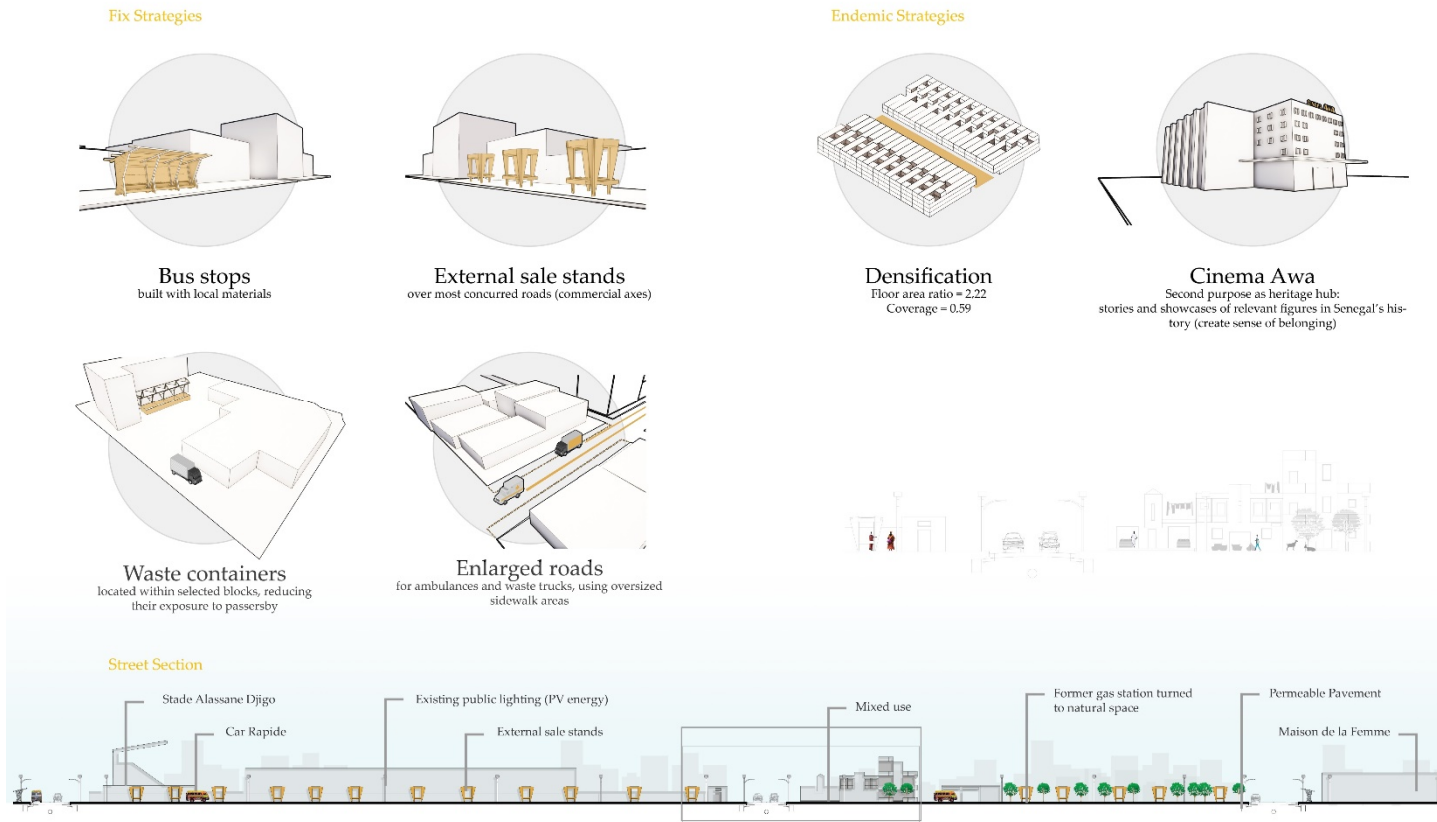 Fix Strategies
Endemic Strategies
CINEMA AWA
Bus stops
built with local materials
External sale stands
over most concurred roads (commercial axes)
Densification
Floor area ratio = 2,22
Coverage = 0.59
Cinema Awa
Second purpose as heritage hub:
stories and showcases of relevant figures in Senegal's his-
tory (create sense of belonging)
Waste containers
located within selected blocks, reducing
their exposure to passersby
Enlarged roads
for ambulances and waste trucks, using oversized
sidewalk areas
Street Section
Stade Alassane Djigo
Existing public lighting (PV energy)
Car Rapide
External sale stands
Mixed use
Former gas station turned
to natural space
Permeable Pavement
Maison de la Femme